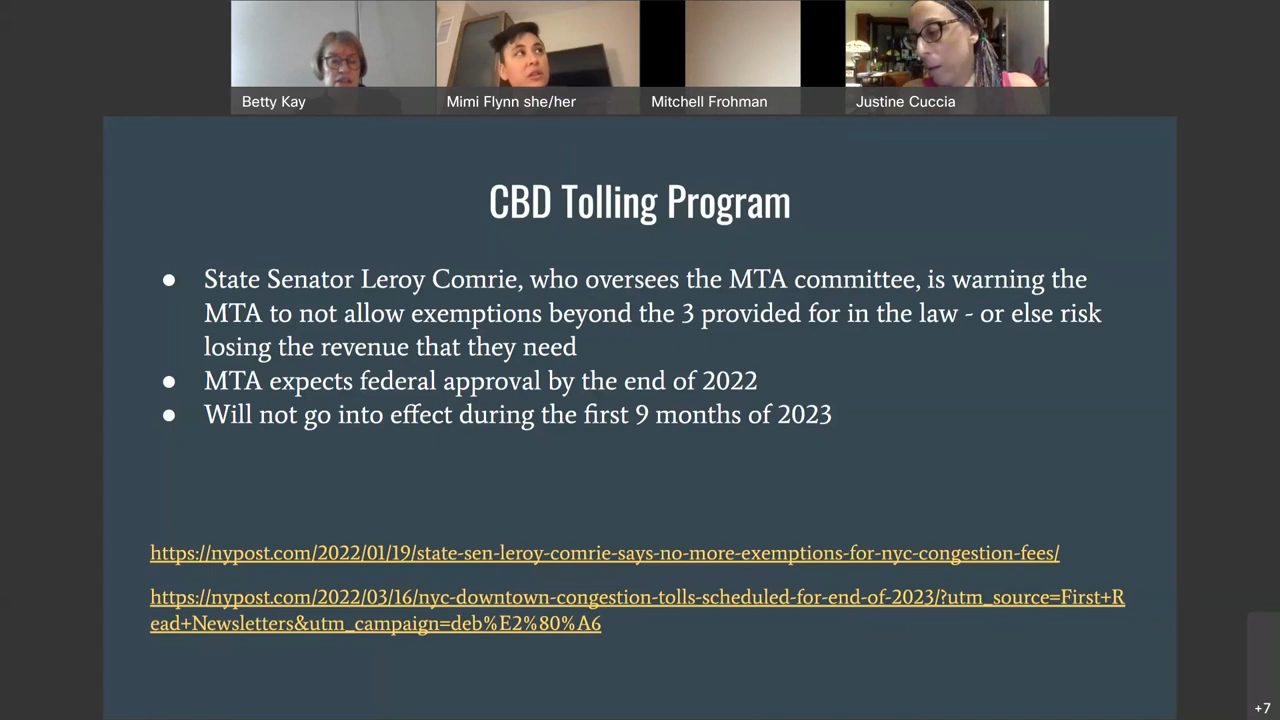 Betty Kay
Mimi Flynn she/her
Mitchell Frohman
Justine Cuccia
CBD Tolling Program
● State Senator Leroy Comrie, who oversees the MTA committee, is warning the
MTA to not allow exemptions beyond the 3 provided for in the law - or else risk
losing the revenue that they need
● MTA expects federal approval by the end of 2022
● Will not go into effect during the first 9 months of 2023
https://nypost.com/2022/01/19/state-sen-leroy-comrie-says-no-more-exemptions-for-nyc-congestion-fees/
https://nypost.com/2022/03/16/nyc-downtown-congestion-tolls-scheduled-for-end-of-2023/?utm_source=First+R
ead+Newsletters&utm_campaign=deb%E2%80%A6
+7